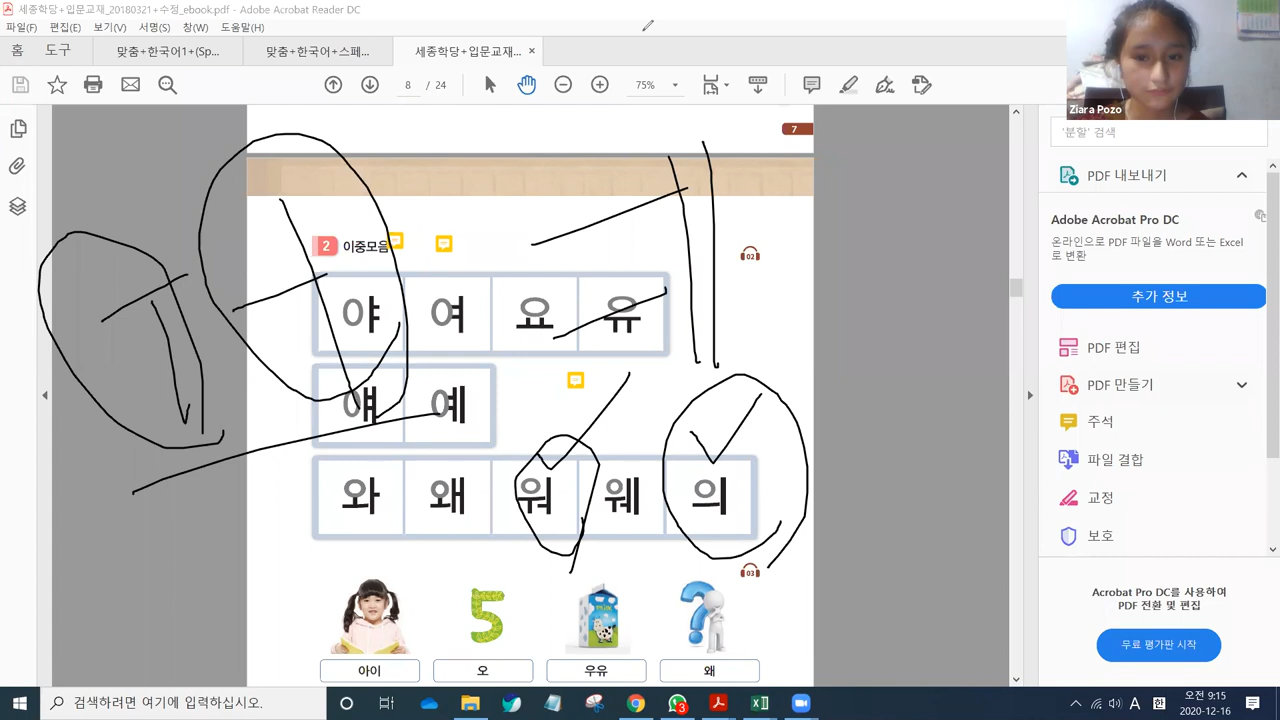 세종학당+입문교재_20180321+수정_ebook.pdf - Adobe Acrobat Reader DC
파일(F) 편집(E) 보기(V) 서명(S) 창(W) 도움말(H)
홈 도구 맞춤+한국어1+(Sp... 맞춤+한국어+스페... 세종학당+입문교재... ×
8 / 24 75%
Ziara Pozo
7
'분할' 검색
PDF 내보내기
Adobe Acrobat Pro DC
온라인으로 PDF 파일을 Word 또는 Excel
로 변환
추가 정보
PDF 편집
PDF 만들기
주석
파일 결합
교정
보호
Acrobat Pro DC를 사용하여
PDF 전환 및 편집
무료 평가판 시작
2 이중모음
02
야 여 요 유
얘 예
와 왜 워 웨 의
03
5
milk
?
아이 오 우유 왜
검색하려면 여기에 입력하십시오.
3
A 한
오전 9:15
2020-12-16